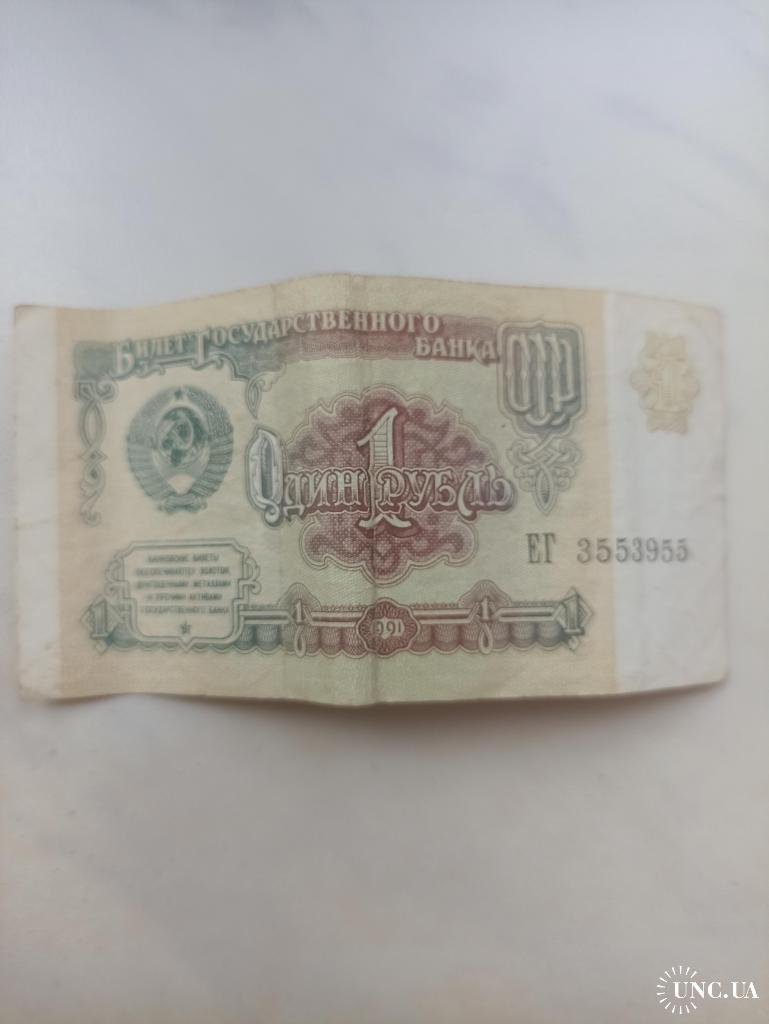 Билет Государственного
Банка
1
Один рубль
ЕГ 3553955
БАНКОВСКИЕ БИЛЕТЫ
ОБЕСПЕЧИВАЮТСЯ ЗОЛОТОМ,
ДРАГОЦЕННЫМИ МЕТАЛЛАМИ
И ПРОЧИМИ АКТИВАМИ
ГОСУДАРСТВЕННОГО БАНКА
1 1 1991 1 1
UNC.UA